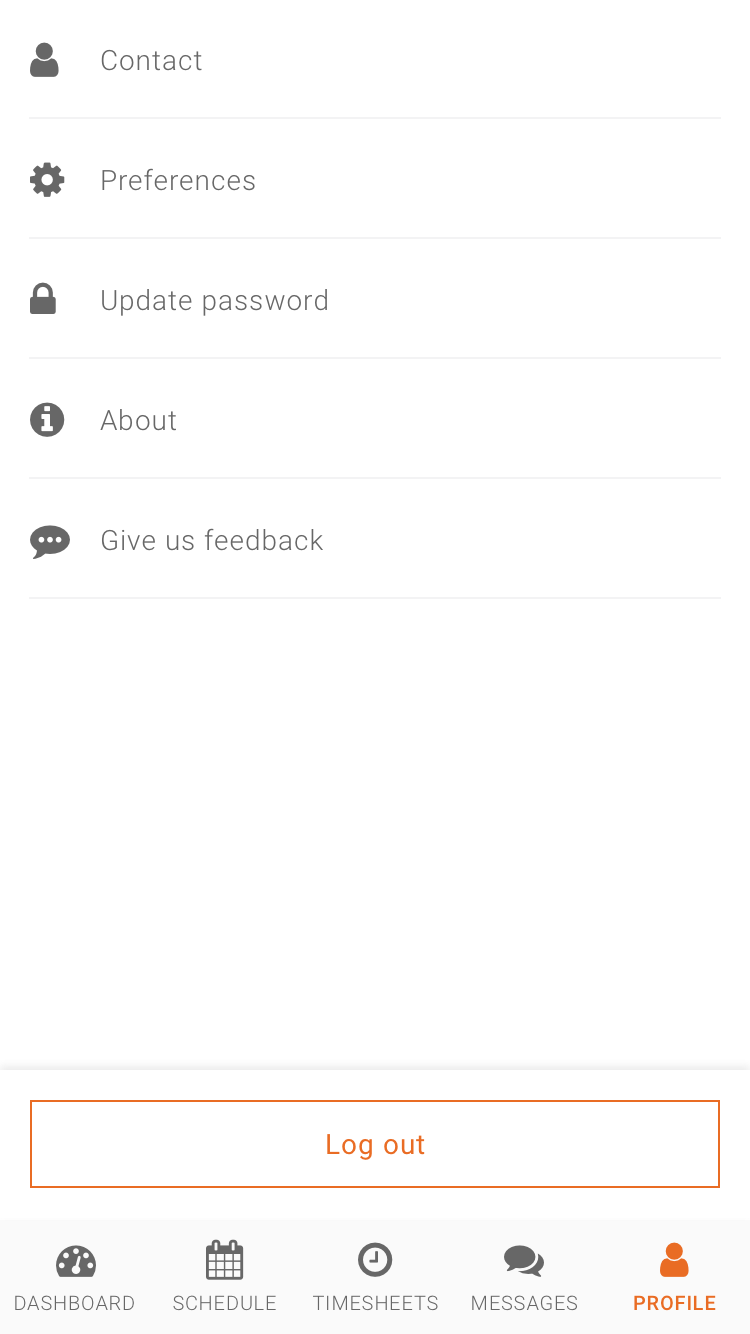 Contact
Preferences
Update password
About
Give us feedback
Log out
DASHBOARD SCHEDULE TIMESHEETS MESSAGES PROFILE